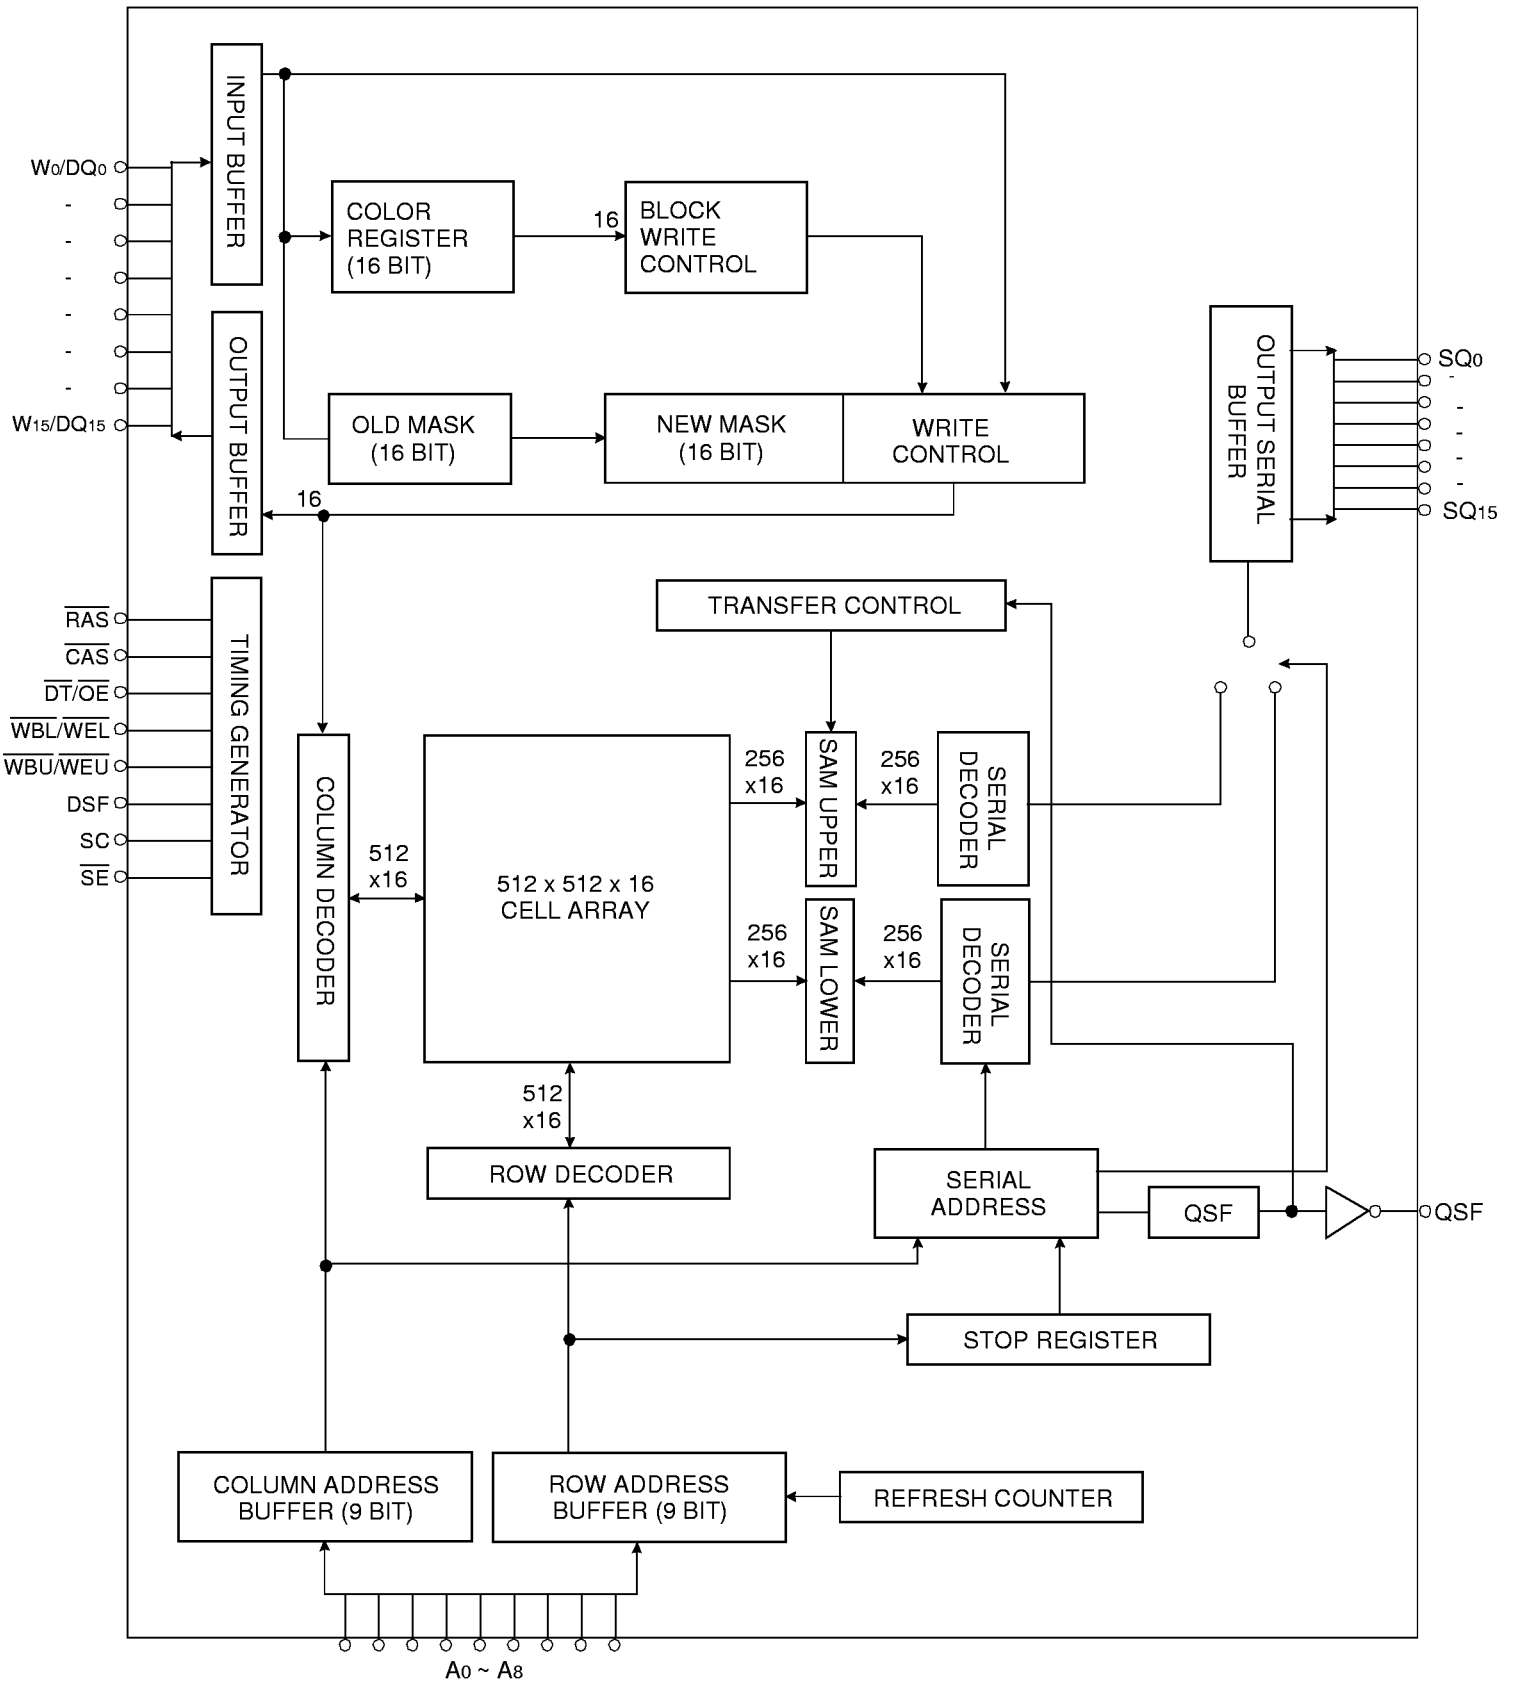 INPUT BUFFER
W0/DQ0
-
-
-
-
-
-
W15/DQ15
COLOR
REGISTER
(16 BIT)
16
BLOCK
WRITE
CONTROL
OUTPUT BUFFER
OLD MASK
(16 BIT)
NEW MASK
(16 BIT)
WRITE
CONTROL
16
OUTPUT SERIAL
BUFFER
SQ0
-
-
-
-
-
SQ15
RAS
CAS
DT/OE
WBL/WEL
WBU/WEU
DSF
SC
SE
TIMING GENERATOR
TRANSFER CONTROL
COLUMN DECODER
512
x16
512 x 512 x 16
CELL ARRAY
256
x16
SAM UPPER
256
x16
SERIAL
DECODER
256
x16
SAM LOWER
256
x16
SERIAL
DECODER
512
x16
ROW DECODER
SERIAL
ADDRESS
QSF
QSF
STOP REGISTER
COLUMN ADDRESS
BUFFER (9 BIT)
ROW ADDRESS
BUFFER (9 BIT)
REFRESH COUNTER
A0 ~ A8